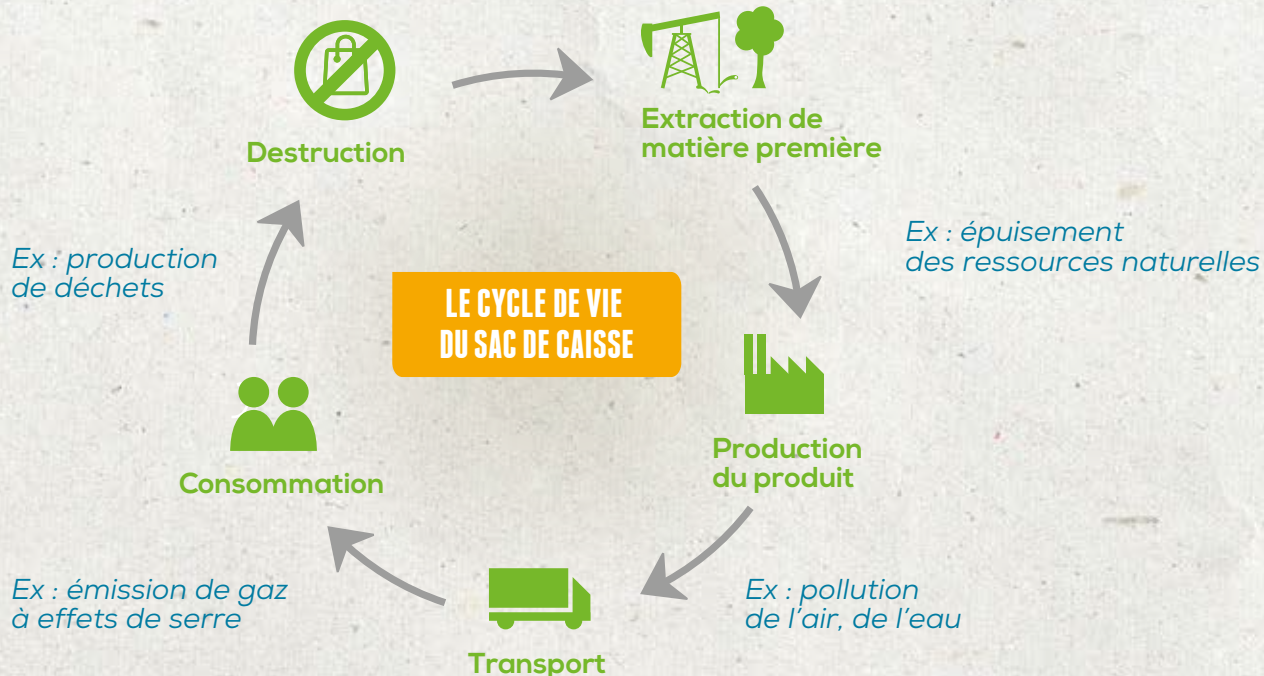 Destruction
Extraction de
matière première
Ex : épuisement
des ressources naturelles
Ex : production
de déchets
LE CYCLE DE VIE
DU SAC DE CAISSE
Production
du produit
Consommation
Ex : émission de gaz
à effets de serre
Ex : pollution
de l'air, de l'eau
Transport